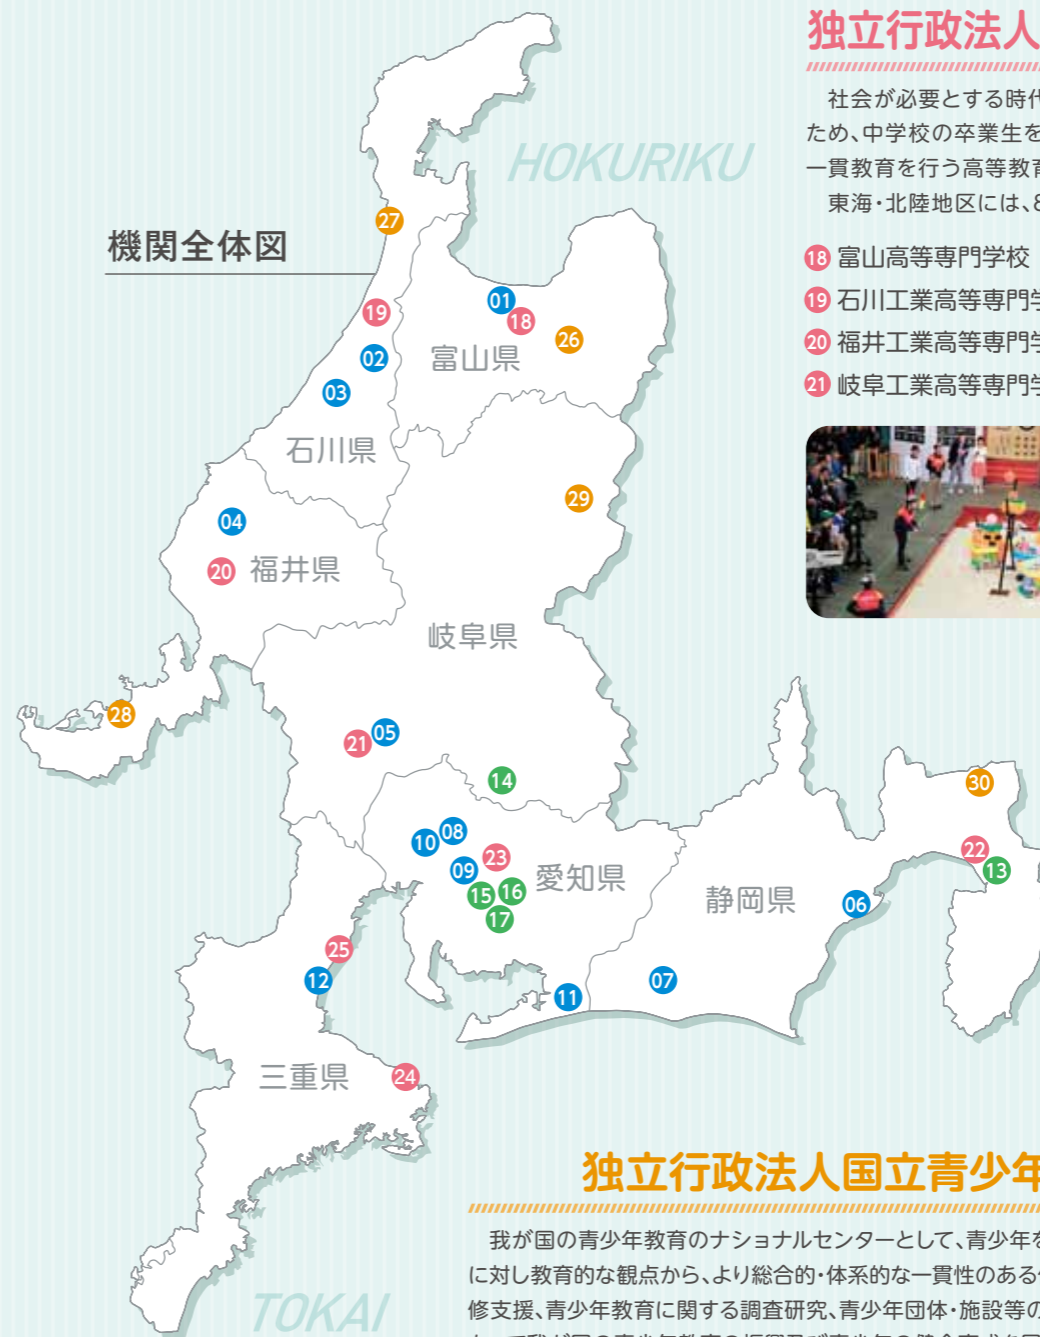 独立行政法人
社会が必要とする時代
ため、中学校の卒業生を
一貫教育を行う高等教育
東海・北陸地区には、8
18 富山高等専門学校
19 石川工業高等専門学
20 福井工業高等専門学
21 岐阜工業高等専門学
HOKURIKU
機関全体図
27
01
19
18
26
02
富山県
03
石川県
29
04
20 福井県
岐阜県
28
21
05
14
30
10
08
23
22
09
愛知県
13
15
16
静岡県
06
17
25
12
07
11
三重県
24
独立行政法人国立青少年
我が国の青少年教育のナショナルセンターとして、青少年を
に対し教育的な観点から、より総合的・体系的な一貫性のある
修支援、青少年教育に関する調査研究、青少年団体・施設等の
TOKAI